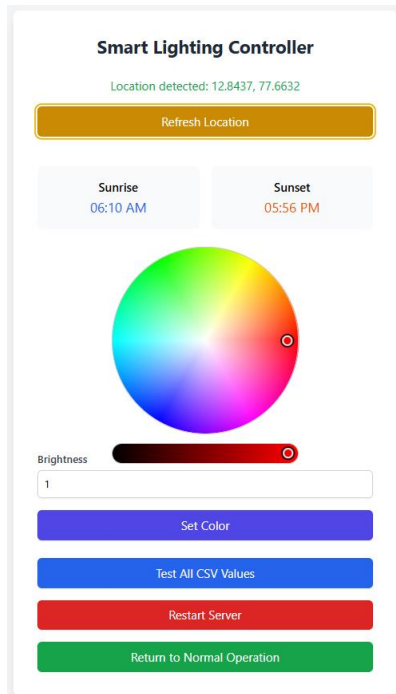 Smart Lighting Controller
Location detected: 12.8437, 77.6632
Refresh Location
Sunrise
06:10 AM
Sunset
05:56 PM
Brightness
1
Set Color
Test All CSV Values
Restart Server
Return to Normal Operation